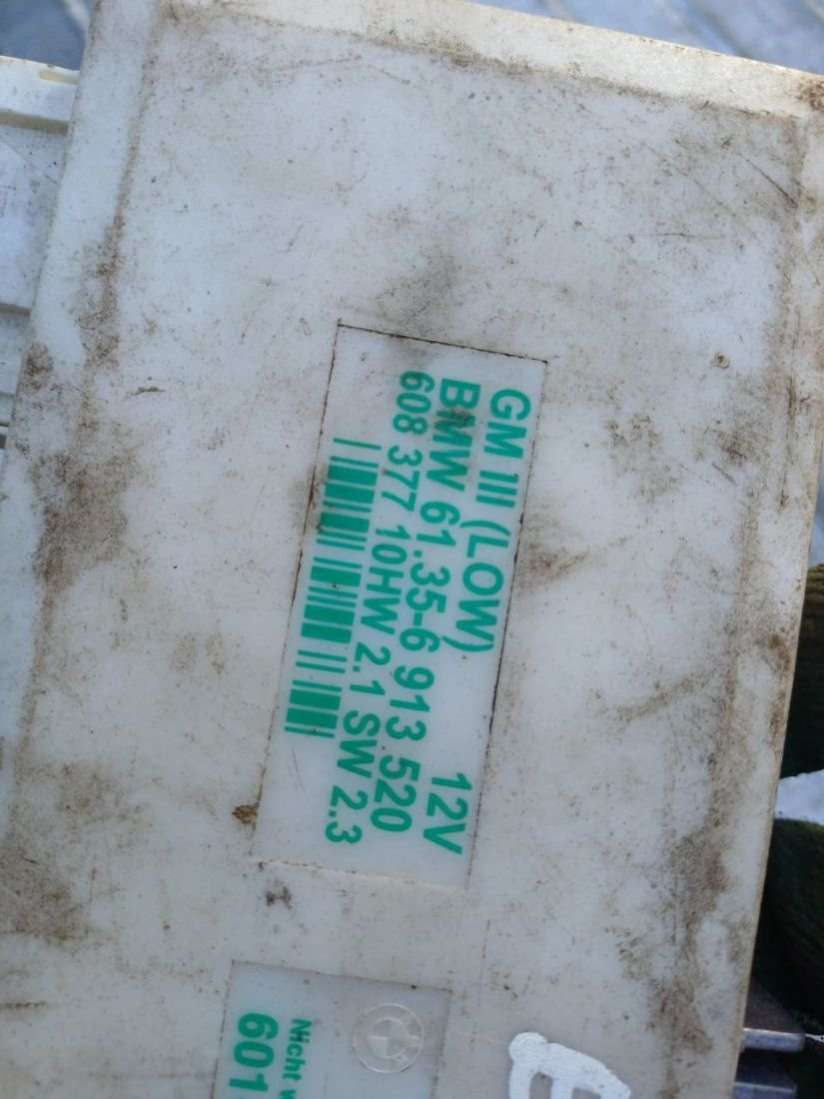 GM III (LOW) 12V
BMW 61.35-6 913 520
608 377 10HW 2.1 SW 2.3
Nicht
601